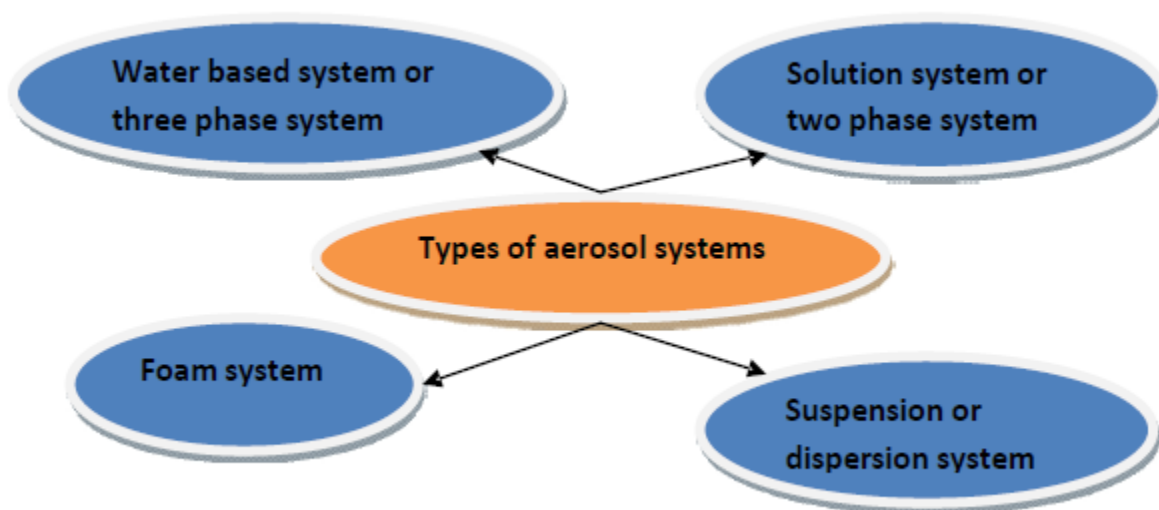 Water based system or
three phase system
Solution system or
two phase system
Types of aerosol systems
Foam system
Suspension or
dispersion system